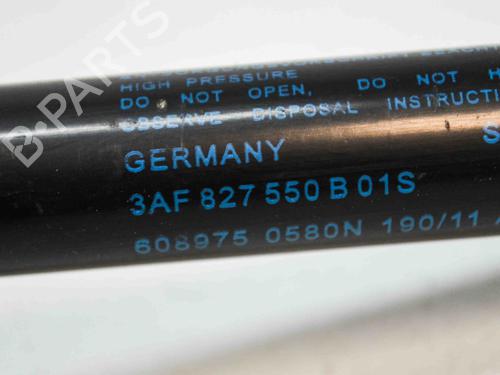 HIGH PRESSURE
DO NOT OPEN, DO NOT H
OBSERVE DISPOSAL INSTRUCTI
GERMANY S
3AF 827 550 B 01S
608975 0580N 190/11
B-PARTS